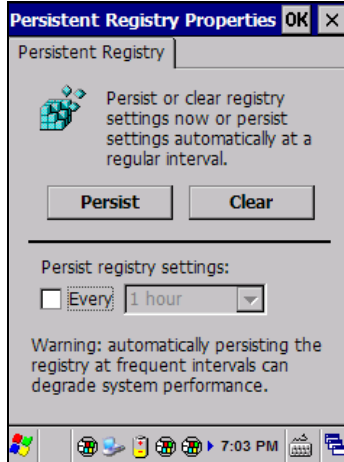 Persistent Registry Properties OK ×
Persistent Registry
Persist or clear registry
settings now or persist
settings automatically at a
regular interval.
Persist Clear
Persist registry settings:
Every 1 hour
Warning: automatically persisting the
registry at frequent intervals can
degrade system performance.
7:03 PM